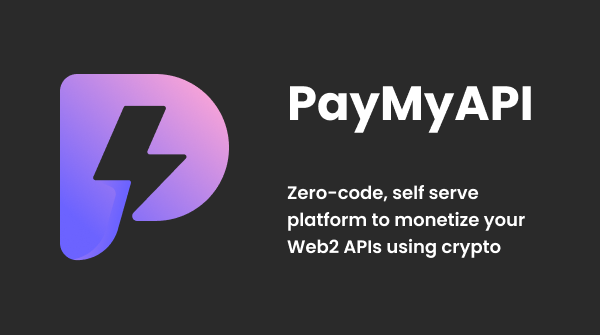 PayMyAPI
Zero-code, self serve
platform to monetize your
Web2 APIs using crypto